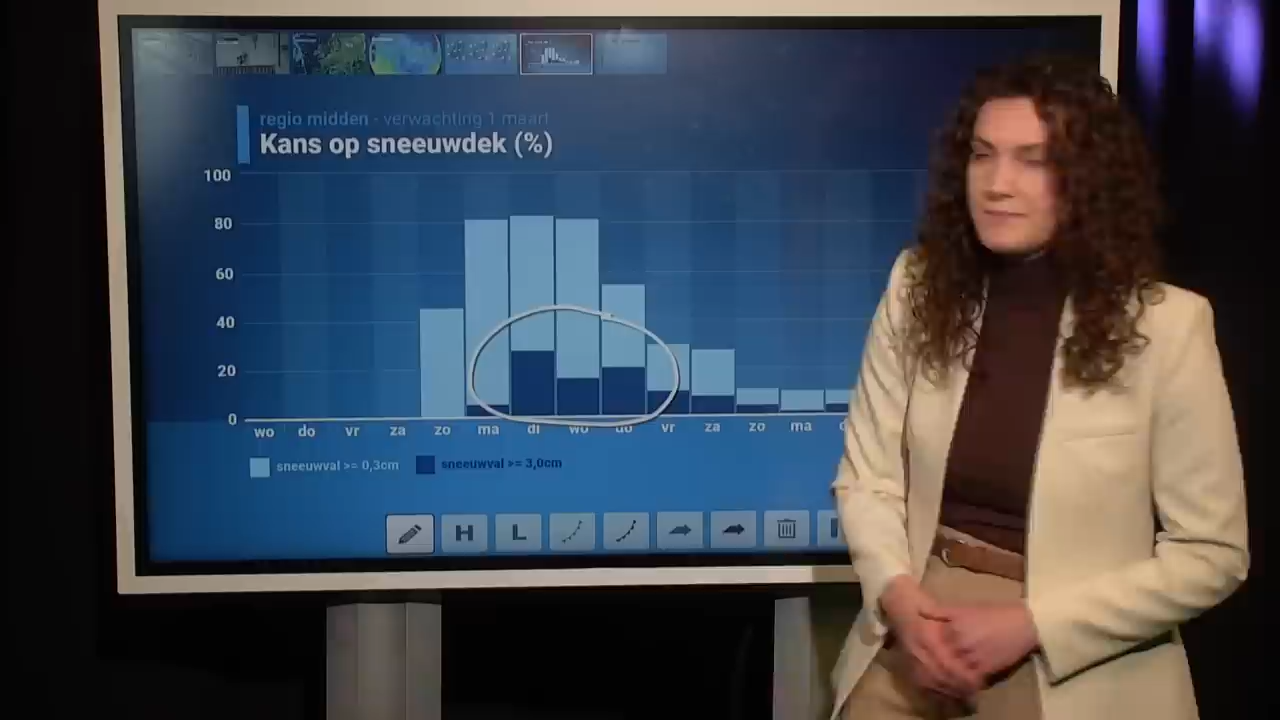 regio midden - verwachting 1 maart
Kans op sneeuwdek (%)
100
80
60
40
20
0
wo do vr za zo ma di wo do vr za zo ma
sneeuwval >= 0,3cm sneeuwval >= 3,0cm
H L